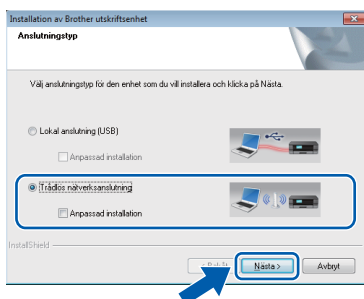 Installation av Brother utskriftsenhet
Anslutningstyp
Välj anslutningstyp för den enhet som du vill installera och klicka på Nästa.
Lokal anslutning (USB)
Anpassad installation
Trådlös nätverksanslutning
Anpassad installation
InstallShield
Nästa >
Avbryt